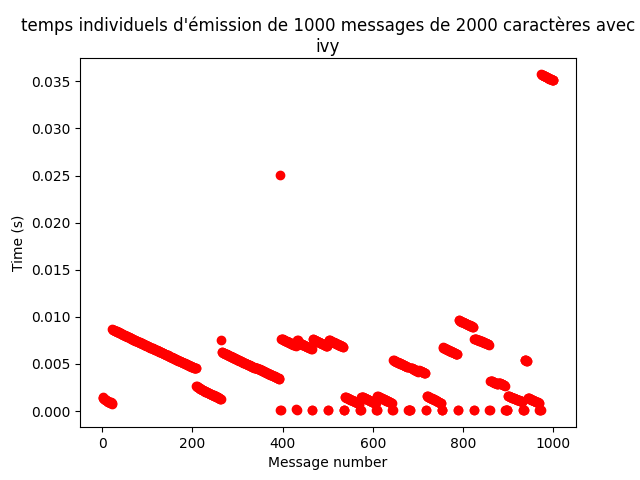 temps individuels d'émission de 1000 messages de 2000 caractères avec
ivy
0.035
0.030
0.025
0.020
0.015
0.010
0.005
0.000
Time (s)
0 200 400 600 800 1000
Message number